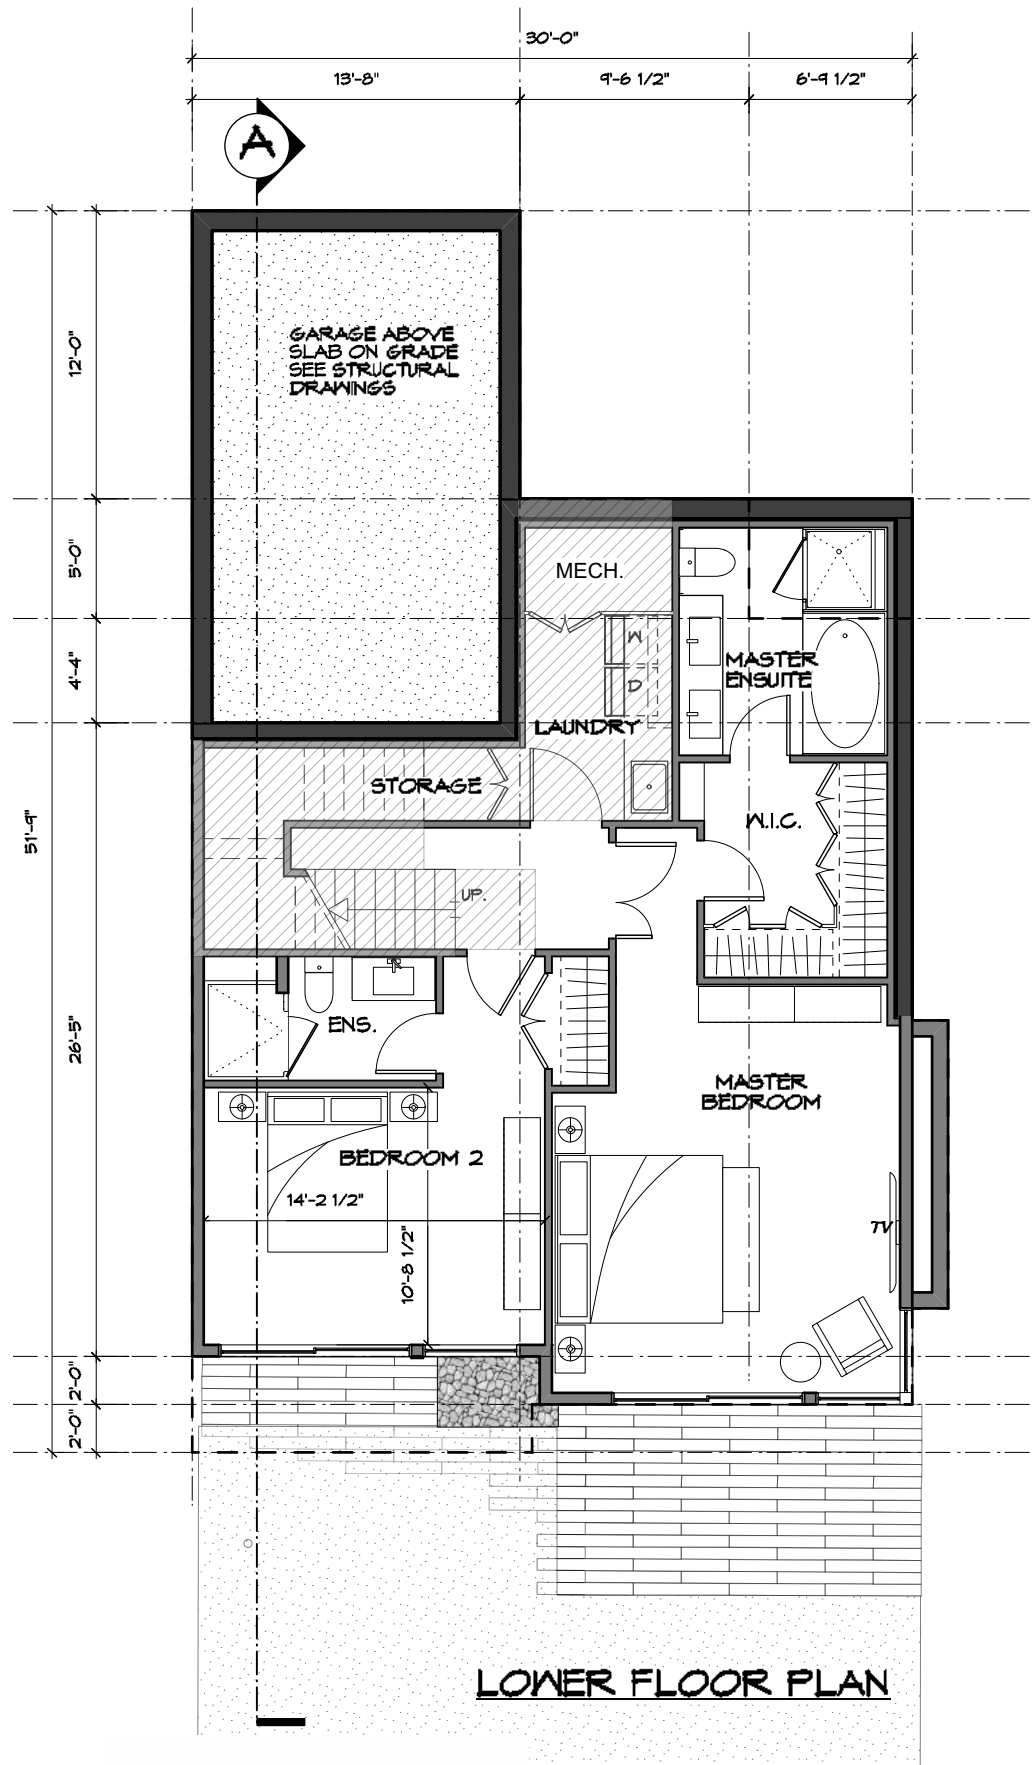 30'-0"
13'-8"
9'-6 1/2"
6'-9 1/2"
A
12'-0"
GARAGE ABOVE
SLAB ON GRADE
SEE STRUCTURAL
DRAWINGS
5'-0"
MECH.
4'-4"
W
D
MASTER
ENSUITE
LAUNDRY
STORAGE
51'-9"
W.I.C.
UP.
26'-5"
ENS.
MASTER
BEDROOM
BEDROOM 2
14'-2 1/2"
10'-8 1/2"
TV
2'-0"
2'-0"
LOWER FLOOR PLAN